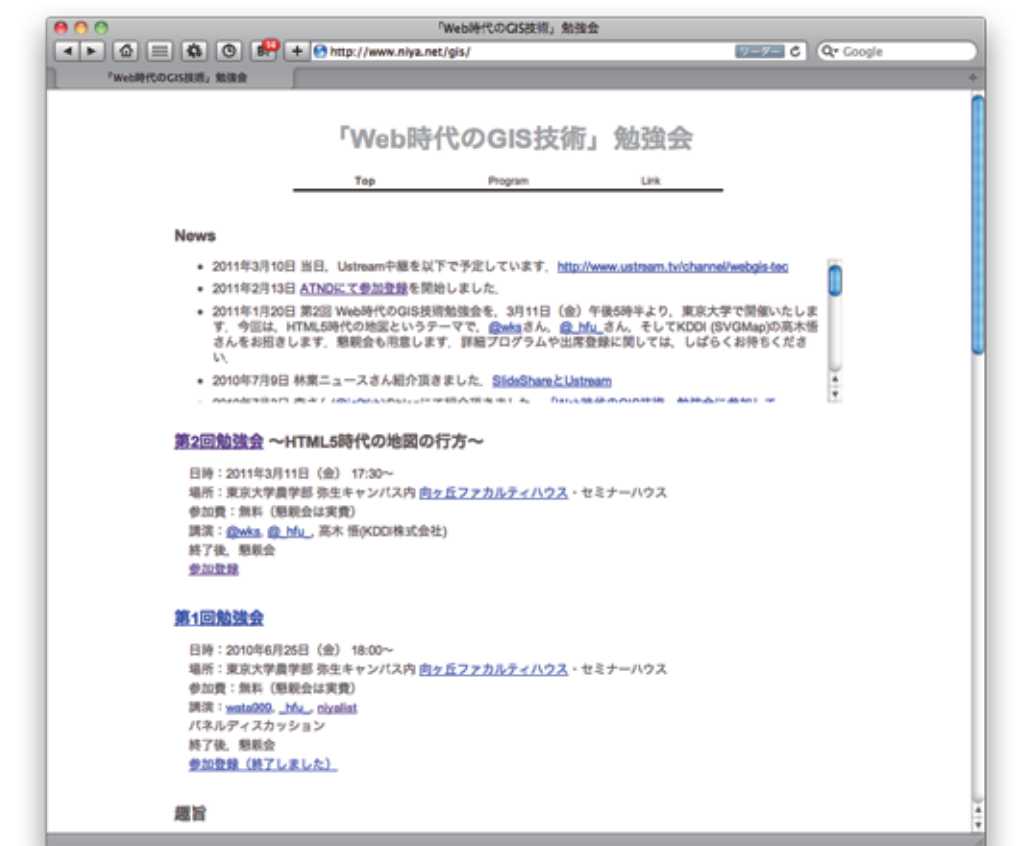 「Web時代のGIS技術」勉強会
14
http://www.niya.net/gis/
リーダー
Google
「Web時代のGIS技術」勉強会
「Web時代のGIS技術」勉強会
Top Program Link
News
• 2011年3月10日 当日，Ustream中継を以下で予定しています．http://www.ustream.tv/channel/webgis-tec
• 2011年2月13日 ATNDにて参加登録を開始しました．
• 2011年1月20日 第2回 Web時代のGIS技術勉強会を，3月11日（金）午後5時半より，東京大学で開催いたしま
す．今回は，HTML5時代の地図というテーマで，@wksさん，@_hfu_さん，そしてKDDI (SVGMap)の高木悟
さんをお招きします．懇親会も用意します．詳細プログラムや出席登録に関しては，しばらくお待ちくださ
い．
• 2010年7月9日 林業ニュースさん紹介頂きました．SlideShareとUstream
第2回勉強会 〜HTML5時代の地図の行方〜
日時：2011年3月11日（金） 17:30〜
場所：東京大学農学部 弥生キャンパス内 向ヶ丘ファカルティハウス・セミナーハウス
参加費：無料（懇親会は実費）
講演：@wks, @_hfu_, 高木 悟(KDDI株式会社)
終了後，懇親会
参加登録
第1回勉強会
日時：2010年6月25日（金） 18:00〜
場所：東京大学農学部 弥生キャンパス内 向ヶ丘ファカルティハウス・セミナーハウス
参加費：無料（懇親会は実費）
講演：wata909, _hfu_, niyalist
パネルディスカッション
終了後，懇親会
参加登録（終了しました）
趣旨